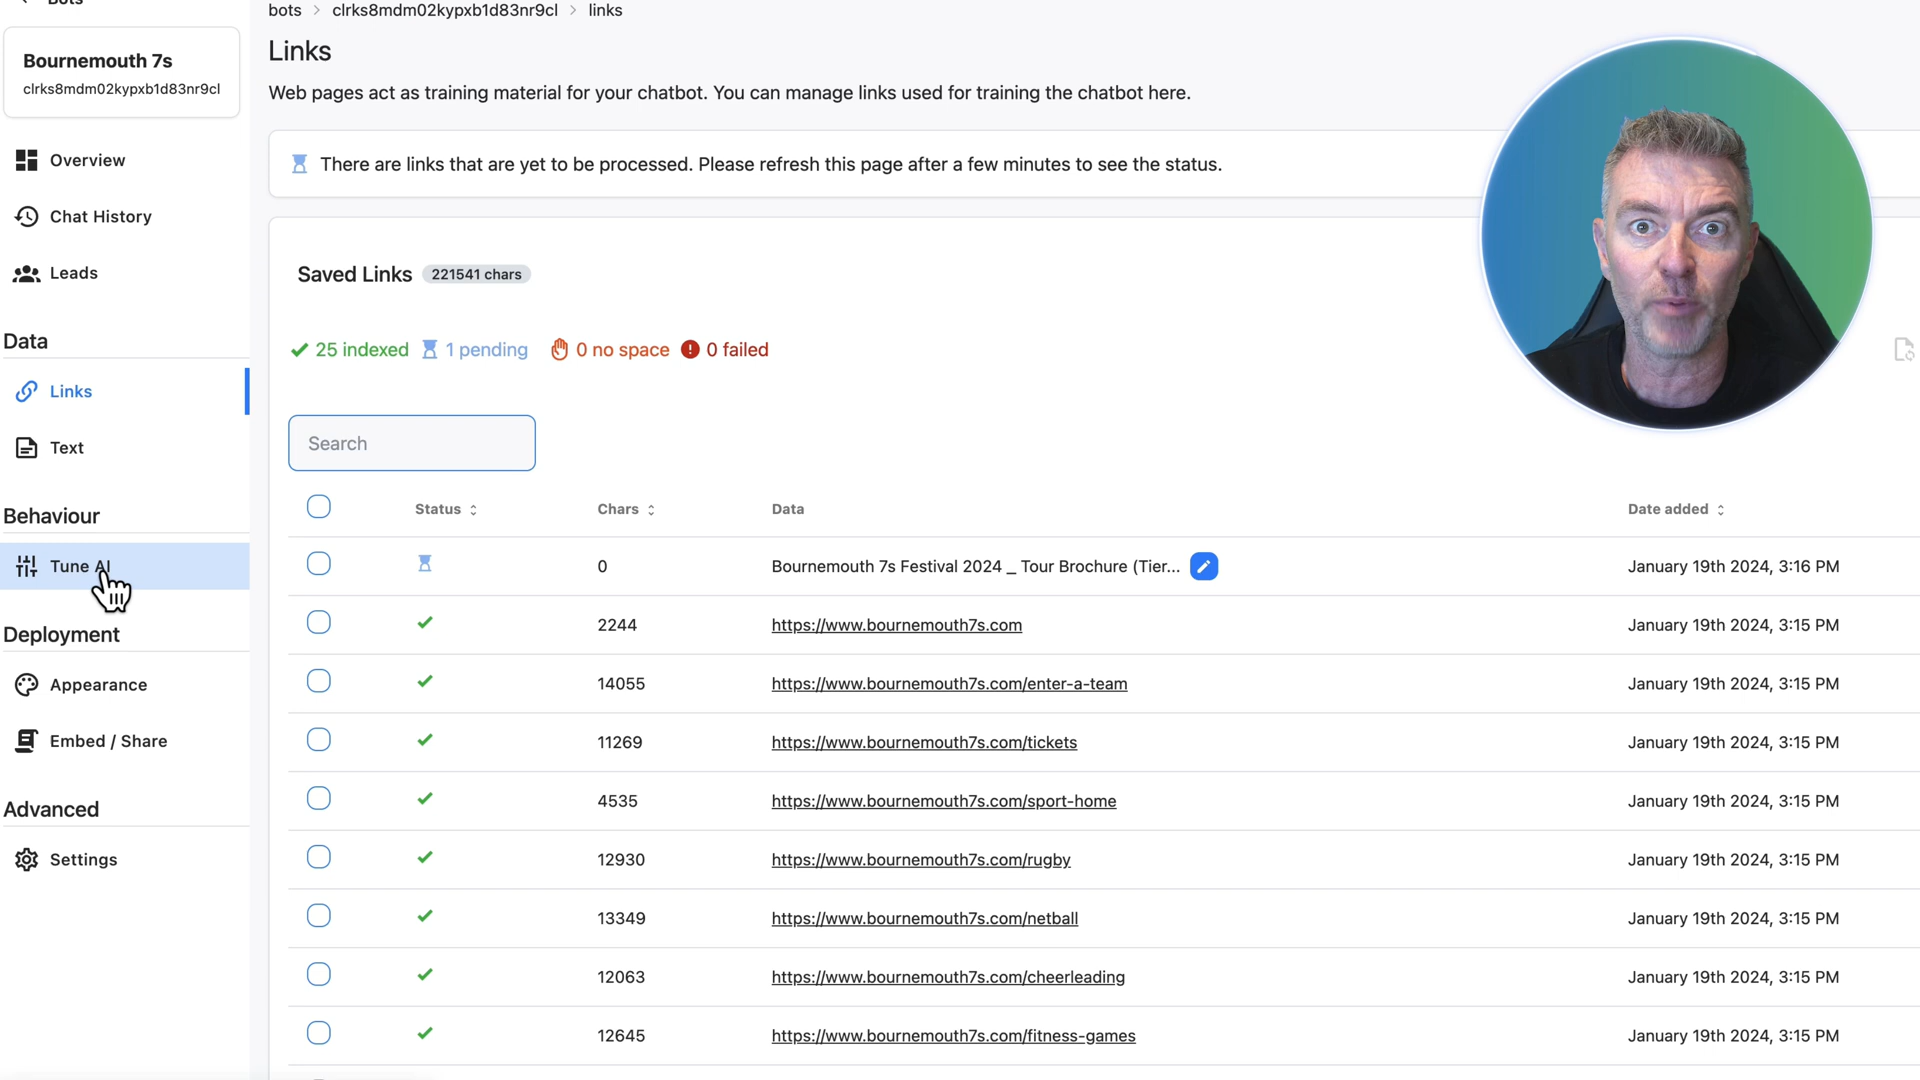 bots > clrks8mdm02kypxb1d83nr9cl > links
Bournemouth 7s
clrks8mdm02kypxb1d83nr9cl
Overview
Chat History
Leads
Data
Links
Text
Behaviour
Tune AI
Deployment
Appearance
Embed / Share
Advanced
Settings
Links
Web pages act as training material for your chatbot. You can manage links used for training the chatbot here.
There are links that are yet to be processed. Please refresh this page after a few minutes to see the status.
Saved Links 221541 chars
25 indexed 1 pending 0 no space 0 failed
Search
Status Chars Data Date added
0 Bournemouth 7s Festival 2024 _ Tour Brochure (Tier... January 19th 2024, 3:16 PM
2244 https://www.bournemouth7s.com January 19th 2024, 3:15 PM
14055 https://www.bournemouth7s.com/enter-a-team January 19th 2024, 3:15 PM
11269 https://www.bournemouth7s.com/tickets January 19th 2024, 3:15 PM
4535 https://www.bournemouth7s.com/sport-home January 19th 2024, 3:15 PM
12930 https://www.bournemouth7s.com/rugby January 19th 2024, 3:15 PM
13349 https://www.bournemouth7s.com/netball January 19th 2024, 3:15 PM
12063 https://www.bournemouth7s.com/cheerleading January 19th 2024, 3:15 PM
12645 https://www.bournemouth7s.com/fitness-games January 19th 2024, 3:15 PM